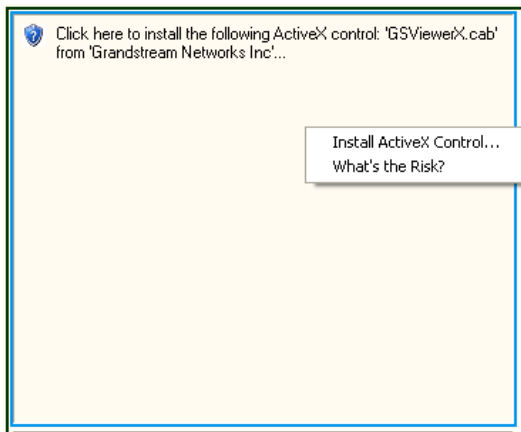 Click here to install the following ActiveX control: 'GSViewerX.cab'
from 'Grandstream Networks Inc'...
Install ActiveX Control...
What's the Risk?